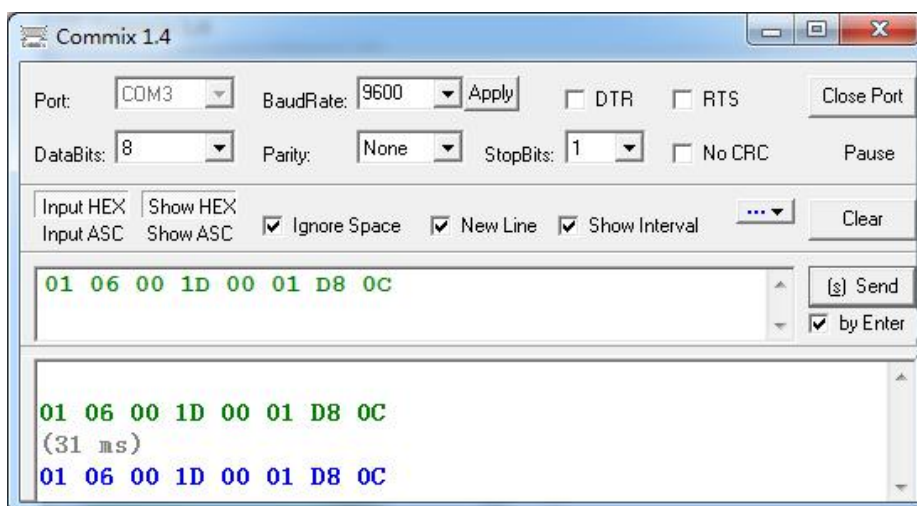 Commix 1.4
Port: COM3 BaudRate: 9600 Apply DTR RTS Close Port
DataBits: 8 Parity: None StopBits: 1 No CRC Pause
Input HEX Show HEX
Input ASC Show ASC Ignore Space New Line Show Interval ... Clear
01 06 00 1D 00 01 D8 0C (s) Send
by Enter
01 06 00 1D 00 01 D8 0C
(31 ms)
01 06 00 1D 00 01 D8 0C